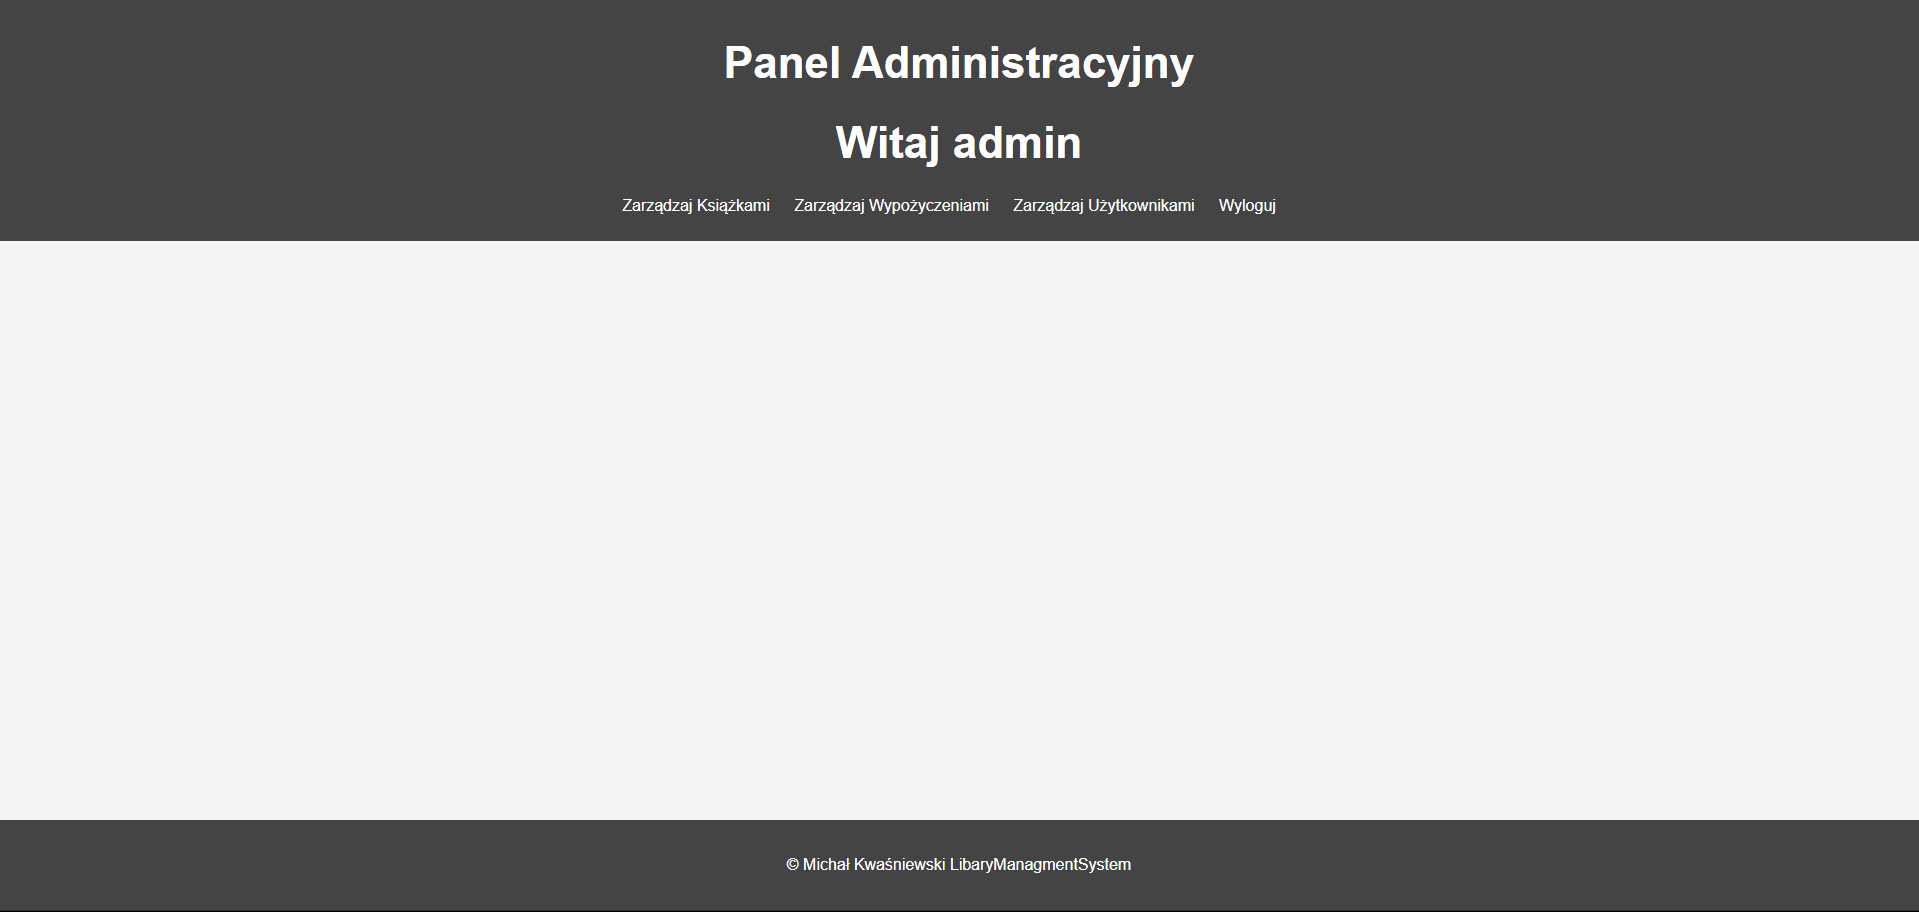 Panel Administracyjny
Witaj admin
Zarządzaj Książkami Zarządzaj Wypożyczeniami Zarządzaj Użytkownikami Wyloguj
© Michał Kwaśniewski LibaryManagmentSystem